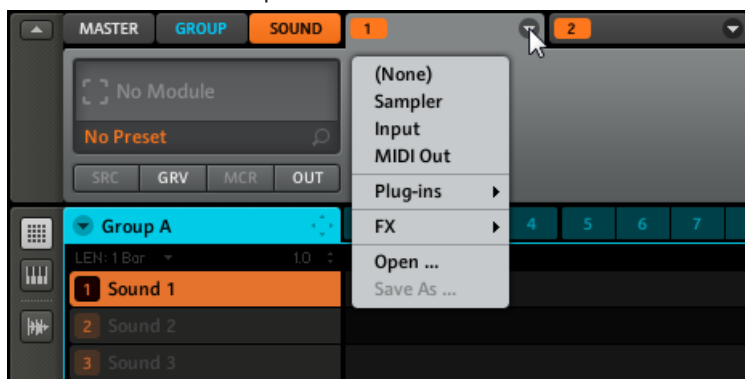 MASTER GROUP SOUND 1 2
No Module
No Preset
SRC GRV MCR OUT
(None)
Sampler
Input
MIDI Out
Plug-ins
FX
Open ...
Save As ...
Group A 4 5 6 7
LEN: 1 Bar 1.0
1 Sound 1
2 Sound 2
3 Sound 3